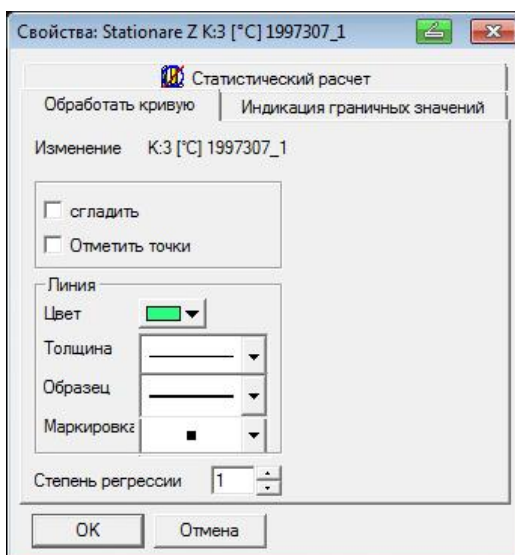 Свойства: Stationare Z K:3 [°C] 1997307_1
Статистический расчет
Обработать кривую
Индикация граничных значений
Изменение K:3 [°C] 1997307_1
сгладить
Отметить точки
Линия
Цвет
Толщина
Образец
Маркировка
Степень регрессии 1
OK Отмена